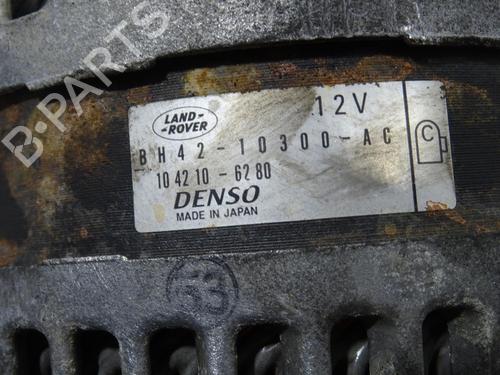 B-PARTS
LAND-
-ROVER
12V
BH42-10300-AC
C
104210-6280
DENSO
MADE IN JAPAN
53